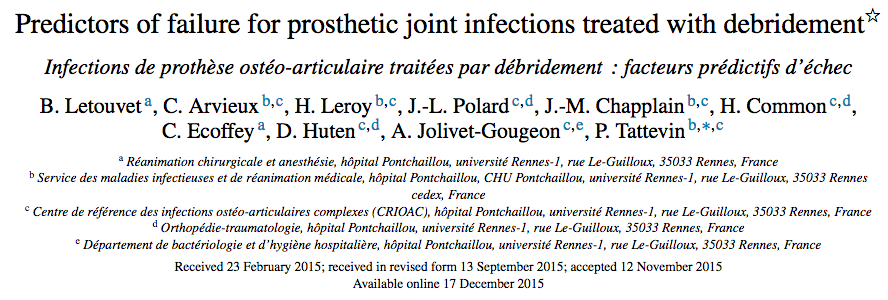 Predictors of failure for prosthetic joint infections treated with debridement☆
Infections de prothèse ostéo-articulaire traitées par débridement : facteurs prédictifs d'échec
B. Letouvet a, C. Arvieux b,c, H. Leroy b,c, J.-L. Polard c,d, J.-M. Chapplain b,c, H. Common c,d,
C. Ecoffey a, D. Huten c,d, A. Jolivet-Gougeon c,e, P. Tattevin b,*,c
a Réanimation chirurgicale et anesthésie, hôpital Pontchaillou, université Rennes-1, rue Le-Guilloux, 35033 Rennes, France
b Service des maladies infectieuses et de réanimation médicale, hôpital Pontchaillou, CHU Pontchaillou, université Rennes-1, rue Le-Guilloux, 35033 Rennes
cedex, France
c Centre de référence des infections ostéo-articulaires complexes (CRIOAC), hôpital Pontchaillou, université Rennes-1, rue Le-Guilloux, 35033 Rennes, France
d Orthopédie-traumatologie, hôpital Pontchaillou, université Rennes-1, rue Le-Guilloux, 35033 Rennes, France
e Département de bactériologie et d'hygiène hospitalière, hôpital Pontchaillou, université Rennes-1, rue Le-Guilloux, 35033 Rennes, France
Received 23 February 2015; received in revised form 13 September 2015; accepted 12 November 2015
Available online 17 December 2015